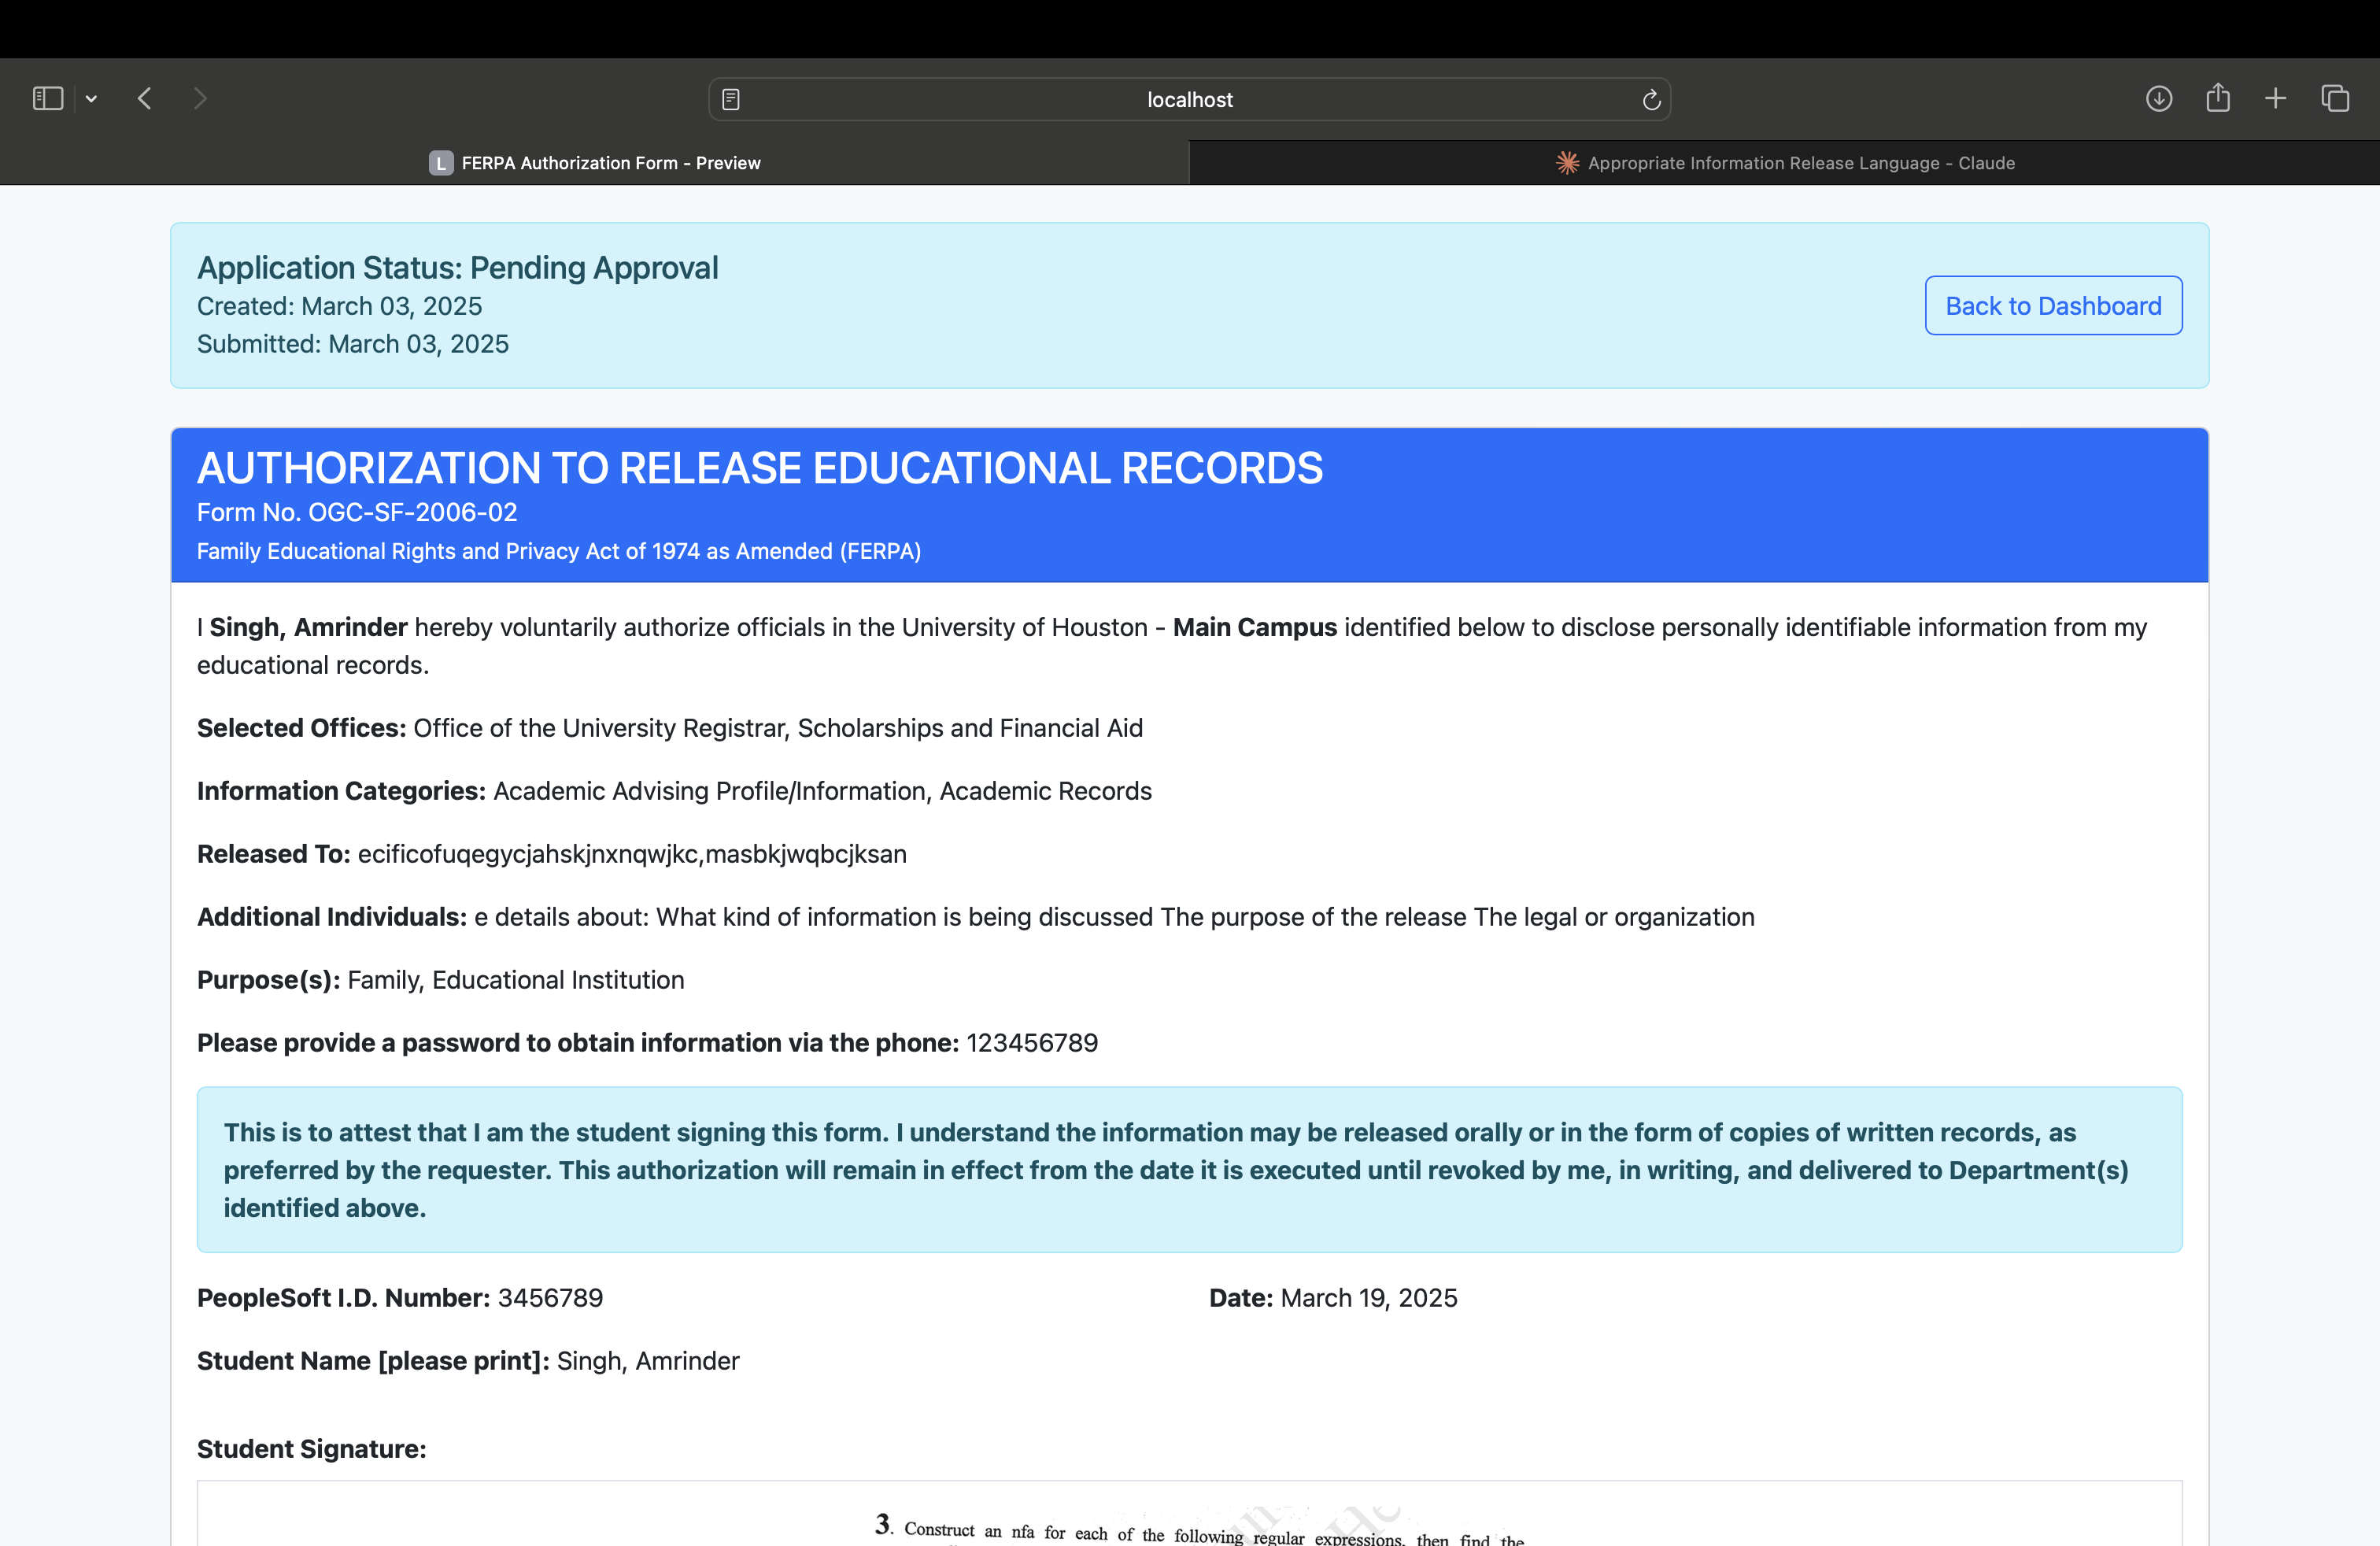 localhost
L FERPA Authorization Form - Preview
Appropriate Information Release Language - Claude
Application Status: Pending Approval
Created: March 03, 2025
Submitted: March 03, 2025
Back to Dashboard
AUTHORIZATION TO RELEASE EDUCATIONAL RECORDS
Form No. OGC-SF-2006-02
Family Educational Rights and Privacy Act of 1974 as Amended (FERPA)
I Singh, Amrinder hereby voluntarily authorize officials in the University of Houston - Main Campus identified below to disclose personally identifiable information from my
educational records.
Selected Offices: Office of the University Registrar, Scholarships and Financial Aid
Information Categories: Academic Advising Profile/Information, Academic Records
Released To: ecificofuqegycjahskjnxnqwjkc,masbkjwqbcjksan
Additional Individuals: e details about: What kind of information is being discussed The purpose of the release The legal or organization
Purpose(s): Family, Educational Institution
Please provide a password to obtain information via the phone: 123456789
This is to attest that I am the student signing this form. I understand the information may be released orally or in the form of copies of written records, as
preferred by the requester. This authorization will remain in effect from the date it is executed until revoked by me, in writing, and delivered to Department(s)
identified above.
PeopleSoft I.D. Number: 3456789
Date: March 19, 2025
Student Name [please print]: Singh, Amrinder
Student Signature:
3. Construct an nfa for each of the following regular expressions, then find the